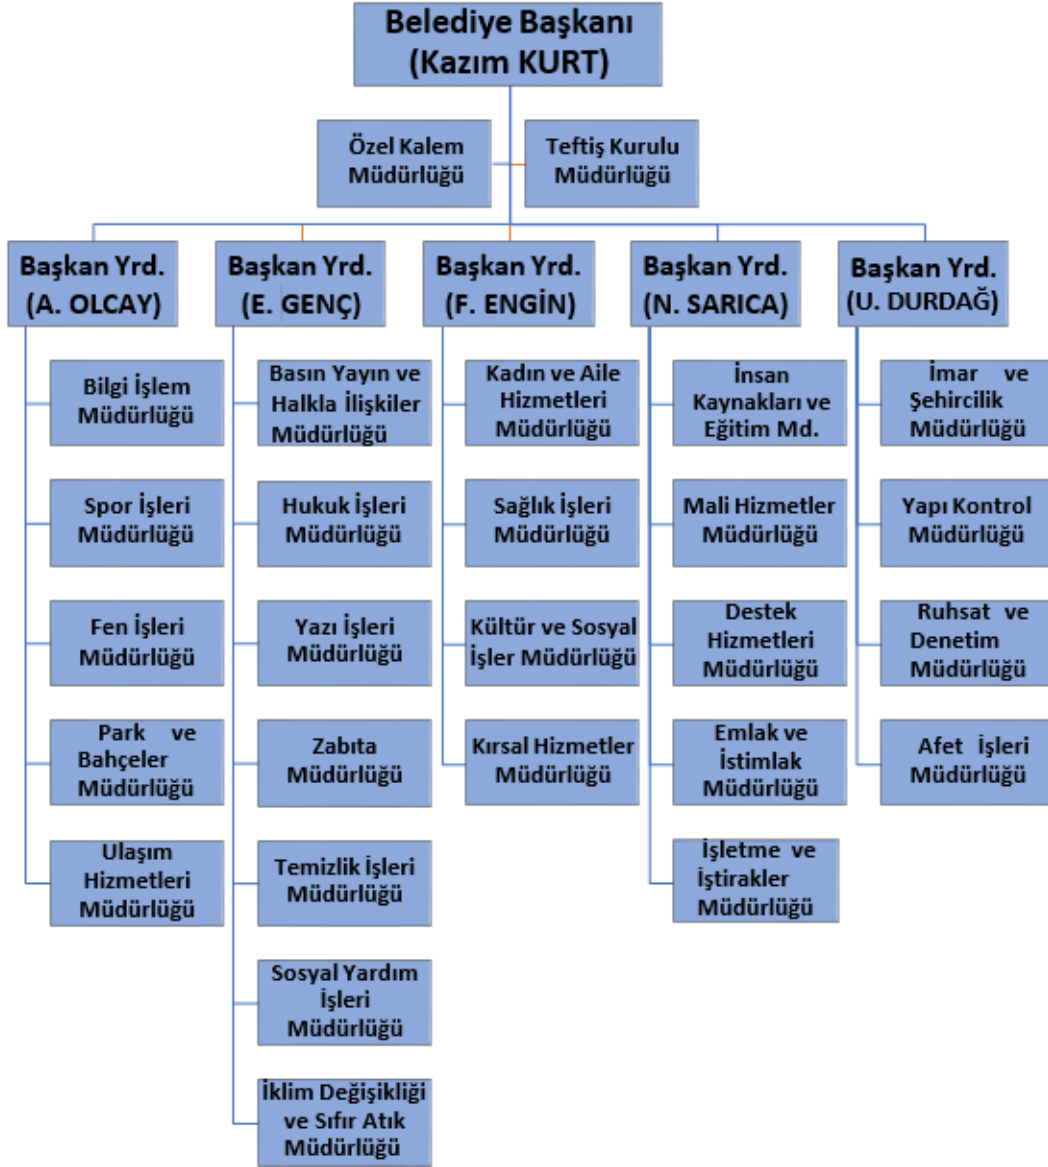 Belediye Başkanı
(Kazım KURT)
Özel Kalem
Müdürlüğü
Teftiş Kurulu
Müdürlüğü
Başkan Yrd.
(A. OLCAY)
Bilgi İşlem
Müdürlüğü
Spor İşleri
Müdürlüğü
Fen İşleri
Müdürlüğü
Park ve
Bahçeler
Müdürlüğü
Ulaşım
Hizmetleri
Müdürlüğü
Başkan Yrd.
(E. GENÇ)
Basın Yayın ve
Halkla İlişkiler
Müdürlüğü
Hukuk İşleri
Müdürlüğü
Yazı İşleri
Müdürlüğü
Zabıta
Müdürlüğü
Temizlik İşleri
Müdürlüğü
Sosyal Yardım
İşleri
Müdürlüğü
İklim Değişikliği
ve Sıfır Atık
Müdürlüğü
Başkan Yrd.
(F. ENGİN)
Kadın ve Aile
Hizmetleri
Müdürlüğü
Sağlık İşleri
Müdürlüğü
Kültür ve Sosyal
İşler Müdürlüğü
Kırsal Hizmetler
Müdürlüğü
Başkan Yrd.
(N. SARICA)
İnsan
Kaynakları ve
Eğitim Md.
Mali Hizmetler
Müdürlüğü
Destek
Hizmetleri
Müdürlüğü
Emlak ve
İstimlak
Müdürlüğü
İşletme ve
İştirakler
Müdürlüğü
Başkan Yrd.
(U. DURDAĞ)
İmar ve
Şehircilik
Müdürlüğü
Yapı Kontrol
Müdürlüğü
Ruhsat ve
Denetim
Müdürlüğü
Afet İşleri
Müdürlüğü